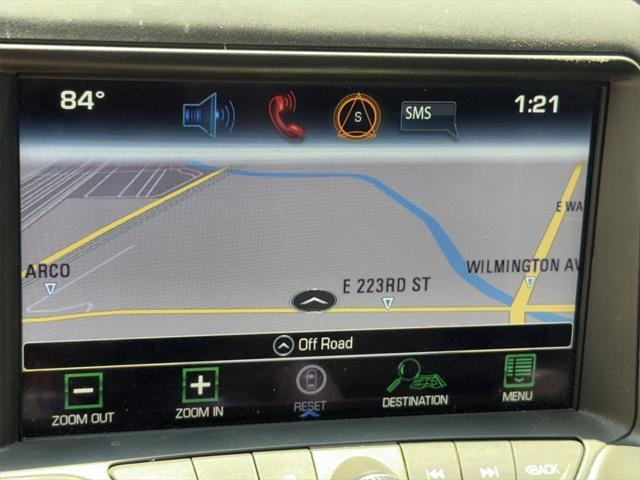 84°
S
SMS
1:21
E WA
ARCO
E 223RD ST
WILMINGTON AV
Off Road
ZOOM OUT
ZOOM IN
RESET
DESTINATION
MENU
BACK